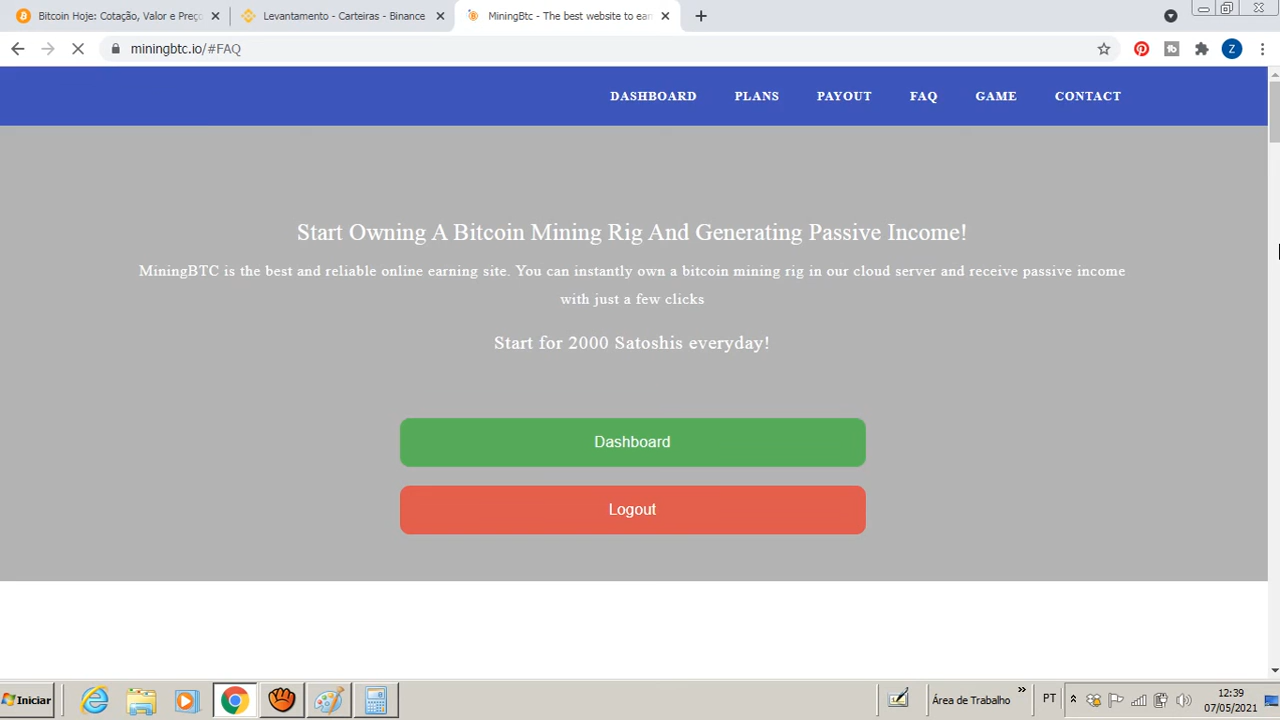 Bitcoin Hoje: Cotação, Valor e Preço
Levantamento - Carteiras - Binance
MiningBtc - The best website to ear
miningbtc.io/#FAQ
Z
DASHBOARD PLANS PAYOUT FAQ GAME CONTACT
Start Owning A Bitcoin Mining Rig And Generating Passive Income!
MiningBTC is the best and reliable online earning site. You can instantly own a bitcoin mining rig in our cloud server and receive passive income
with just a few clicks
Start for 2000 Satoshis everyday!
Dashboard
Logout
Iniciar
Área de Trabalho
PT
12:39
07/05/2021